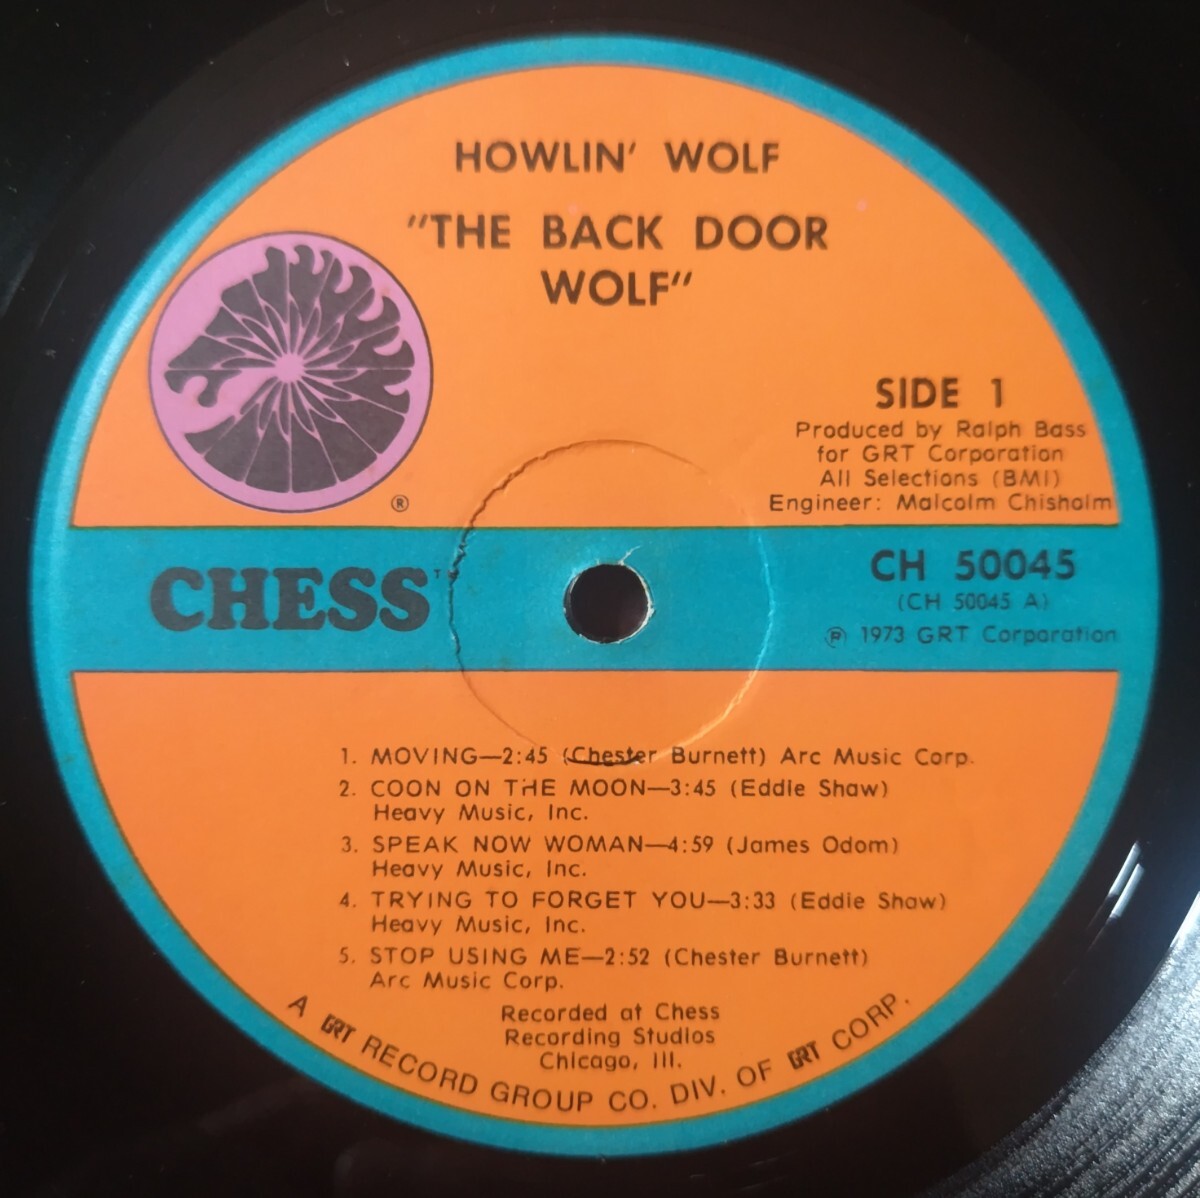 HOWLIN' WOLF
"THE BACK DOOR
WOLF"
SIDE 1
Produced by Ralph Bass
for GRT Corporation
All Selections (BMI)
Engineer: Malcolm Chisholm
®
CHESS™
CH 50045
(CH 50045 A)
℗ 1973 GRT Corporation
1. MOVING—2:45 (Chester Burnett) Arc Music Corp.
2. COON ON THE MOON—3:45 (Eddie Shaw)
Heavy Music, Inc.
3. SPEAK NOW WOMAN—4:59 (James Odom)
Heavy Music, Inc.
4. TRYING TO FORGET YOU—3:33 (Eddie Shaw)
Heavy Music, Inc.
5. STOP USING ME—2:52 (Chester Burnett)
Arc Music Corp.
Recorded at Chess
Recording Studios
Chicago, Ill.
A GRT RECORD GROUP CO. DIV. OF GRT CORP.